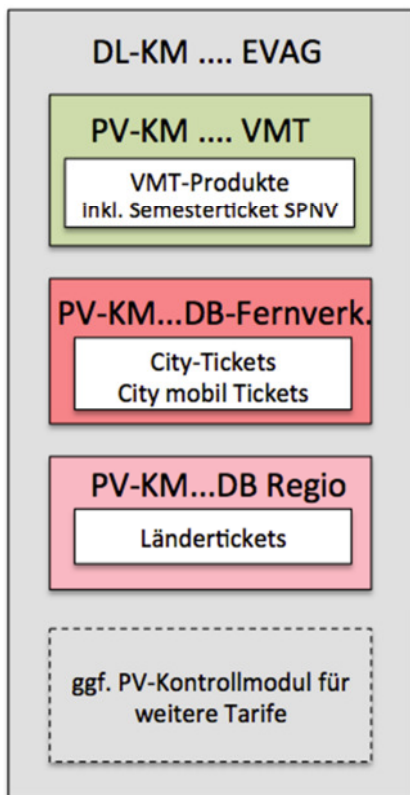 DL-KM .... EVAG
PV-KM .... VMT
VMT-Produkte
inkl. Semesterticket SPNV
PV-KM...DB-Fernverk.
City-Tickets
City mobil Tickets
PV-KM...DB Regio
Ländertickets
ggf. PV-Kontrollmodul für
weitere Tarife